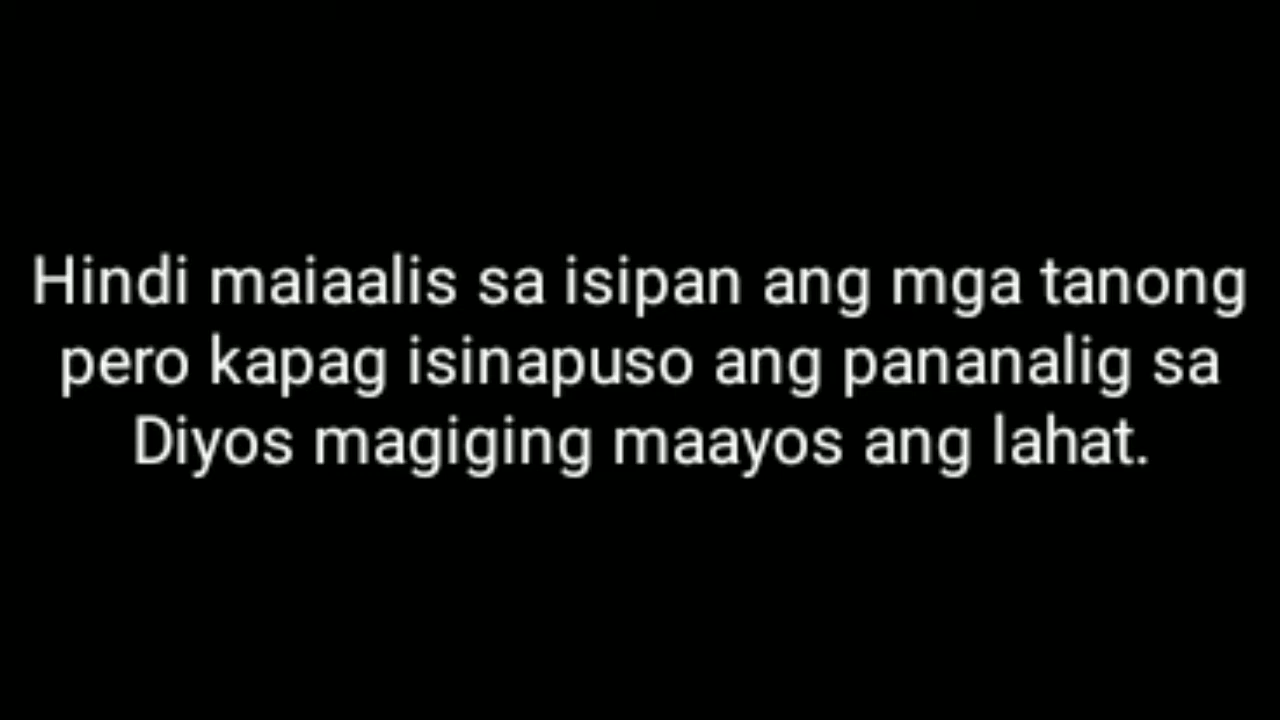 Hindi maiaalis sa isipan ang mga tanong
pero kapag isinapuso ang pananalig sa
Diyos magiging maayos ang lahat.